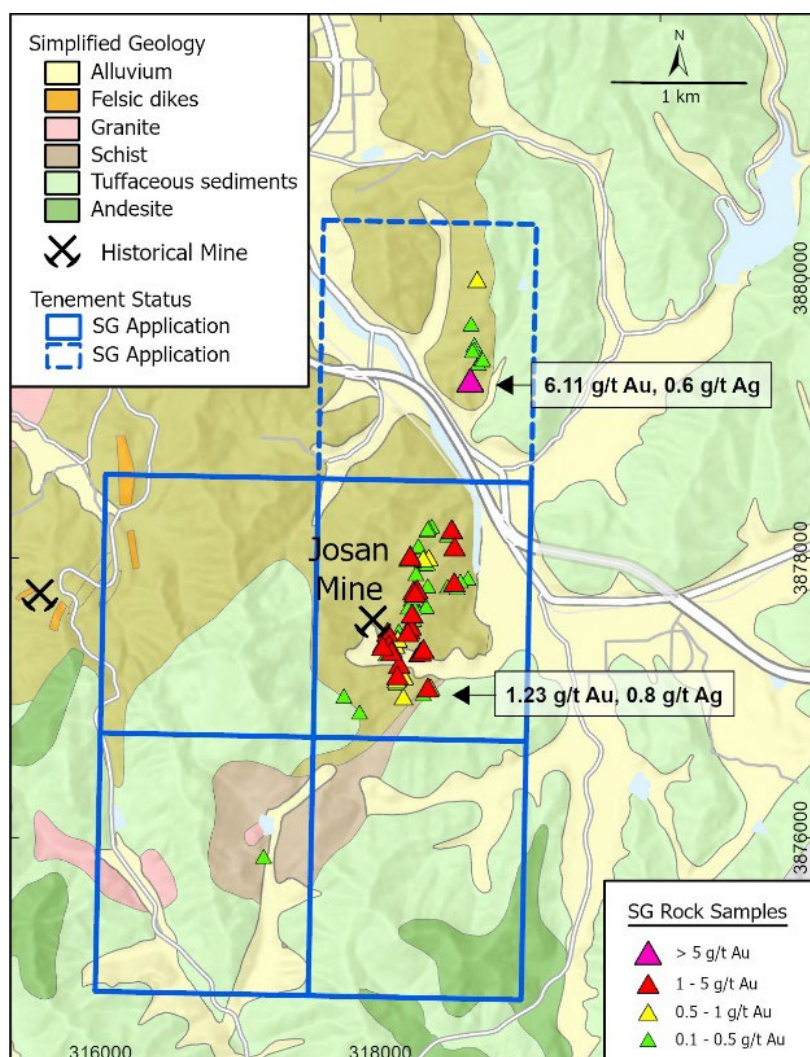 Simplified Geology
Alluvium
Felsic dikes
Granite
Schist
Tuffaceous sediments
Andesite
Historical Mine
Tenement Status
SG Application
SG Application
N
1 km
3880000
6.11 g/t Au, 0.6 g/t Ag
Josan
Mine
3878000
1.23 g/t Au, 0.8 g/t Ag
3876000
SG Rock Samples
> 5 g/t Au
1 - 5 g/t Au
0.5 - 1 g/t Au
0.1 - 0.5 g/t Au
316000
318000